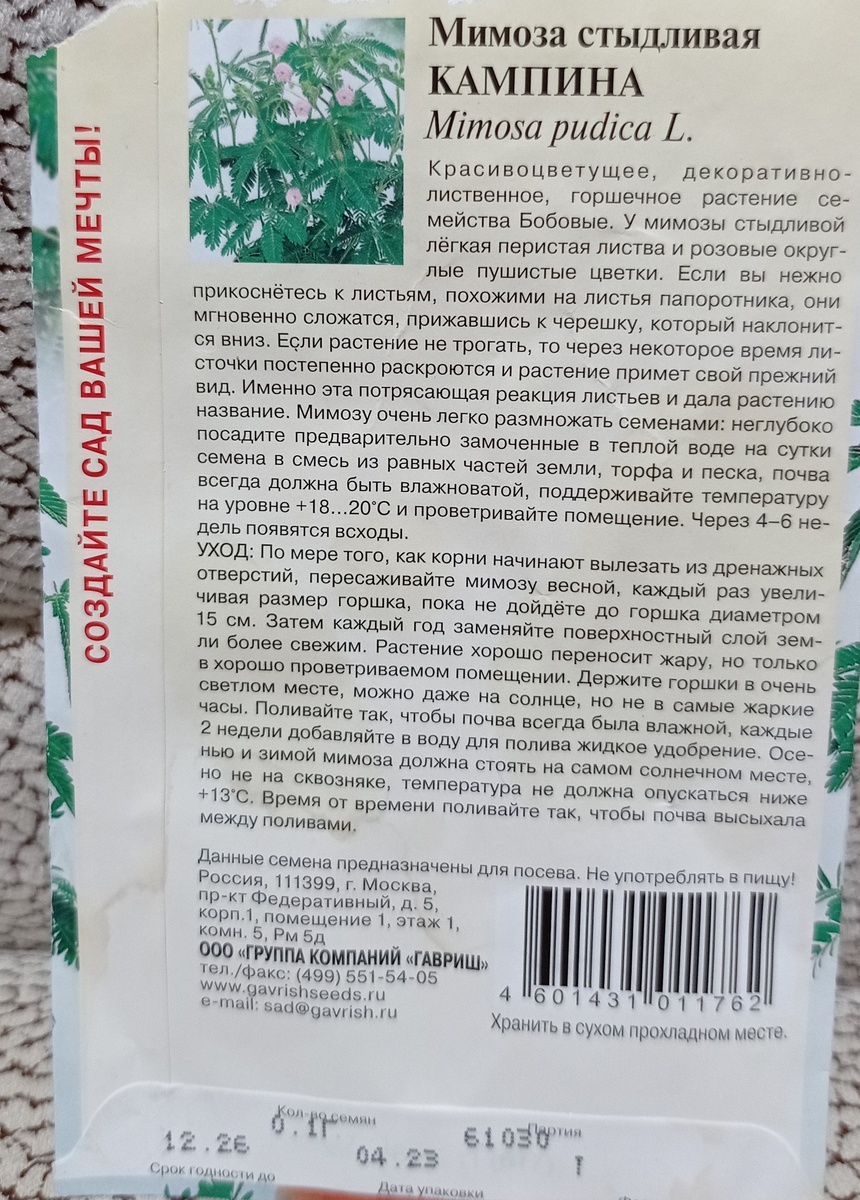 СОЗДАЙТЕ САД ВАШЕЙ МЕЧТЫ!
Мимоза стыдливая
КАМПИНА
Mimosa pudica L.
Красивоцветущее, декоративно-
лиственное, горшечное растение се-
мейства Бобовые. У мимозы стыдливой
лёгкая перистая листва и розовые округ-
лые пушистые цветки. Если вы нежно
прикоснётесь к листьям, похожими на листья папоротника, они
мгновенно сложатся, прижавшись к черешку, который наклонит-
ся вниз. Если растение не трогать, то через некоторое время ли-
сточки постепенно раскроются и растение примет свой прежний
вид. Именно эта потрясающая реакция листьев и дала растению
название. Мимозу очень легко размножать семенами: неглубоко
посадите предварительно замоченные в теплой воде на сутки
семена в смесь из равных частей земли, торфа и песка, почва
всегда должна быть влажноватой, поддерживайте температуру
на уровне +18...20°С и проветривайте помещение. Через 4–6 не-
дель появятся всходы.
УХОД: По мере того, как корни начинают вылезать из дренажных
отверстий, пересаживайте мимозу весной, каждый раз увели-
чивая размер горшка, пока не дойдёте до горшка диаметром
15 см. Затем каждый год заменяйте поверхностный слой зем-
ли более свежим. Растение хорошо переносит жару, но только
в хорошо проветриваемом помещении. Держите горшки в очень
светлом месте, можно даже на солнце, но не в самые жаркие
часы. Поливайте так, чтобы почва всегда была влажной, каждые
2 недели добавляйте в воду для полива жидкое удобрение. Осе-
нью и зимой мимоза должна стоять на самом солнечном месте,
но не на сквозняке, температура не должна опускаться ниже
+13°С. Время от времени поливайте так, чтобы почва высыхала
между поливами.
Данные семена предназначены для посева. Не употреблять в пищу!
Россия, 111399, г. Москва,
пр-кт Федеративный, д. 5,
корп.1, помещение 1, этаж 1,
комн. 5, Рм 5д
ООО «ГРУППА КОМПАНИЙ «ГАВРИШ»
тел./факс: (499) 551-54-05
www.gavrishseeds.ru
e-mail: sad@gavrish.ru
4 601431 011762
Хранить в сухом прохладном месте.
Кол-во семян
0.1Г
Партия
61030
12.26
04.23
Срок годности до
Дата упаковки